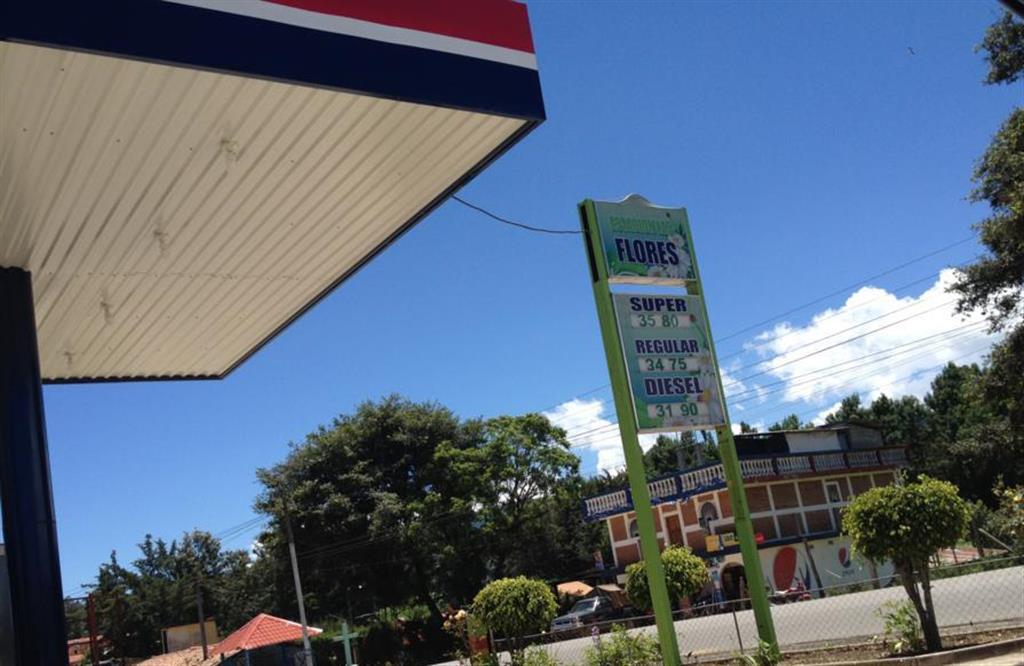 FLORES
SUPER
35 80
REGULAR
34 75
DIESEL
31 90